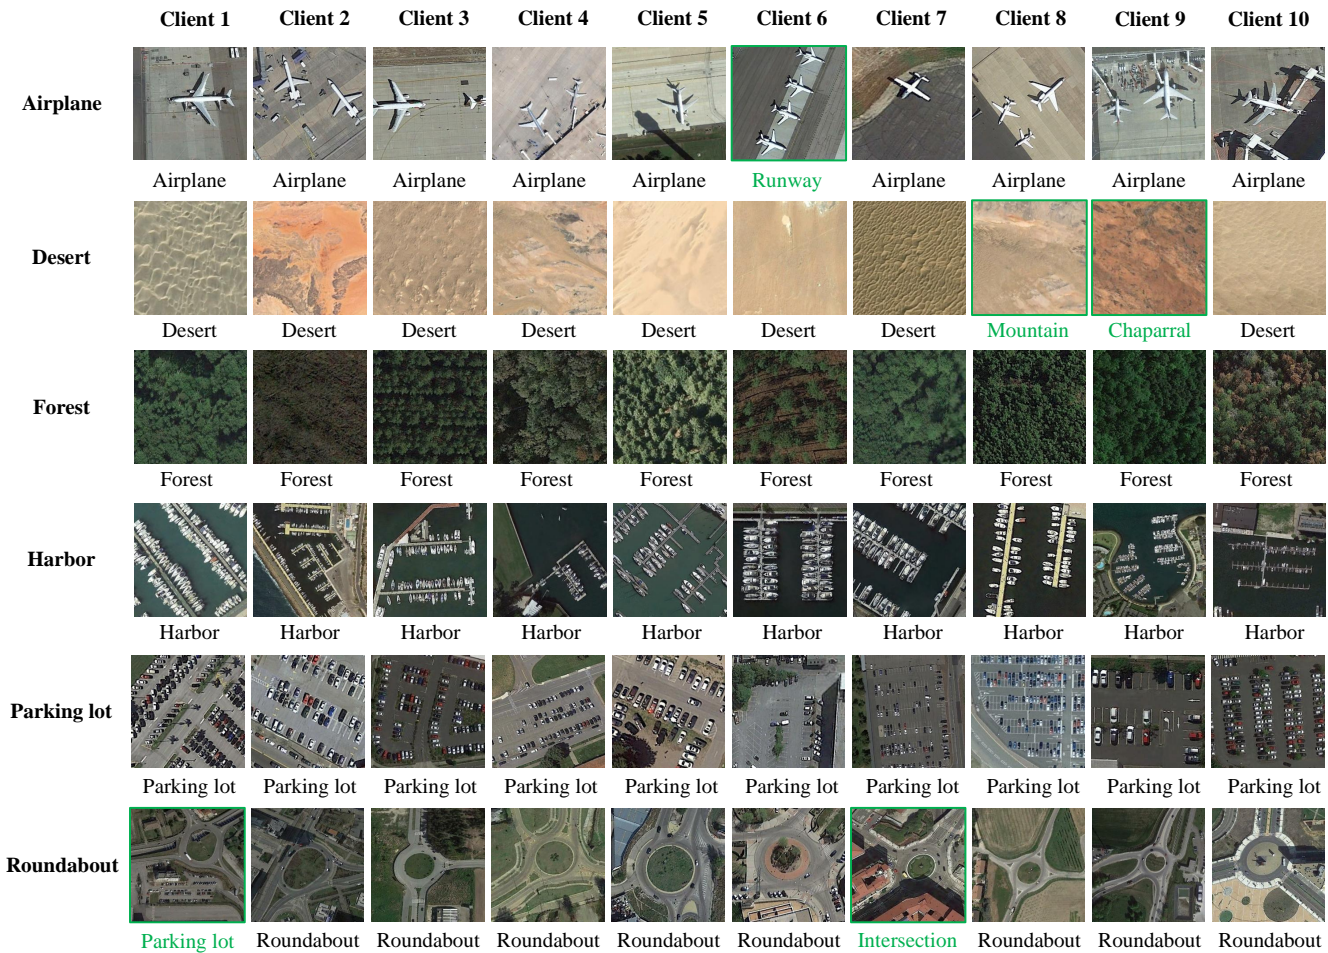 Client 1 Client 2 Client 3 Client 4 Client 5 Client 6 Client 7 Client 8 Client 9 Client 10
Airplane
Airplane Airplane Airplane Airplane Airplane Runway Airplane Airplane Airplane Airplane
Desert
Desert Desert Desert Desert Desert Desert Desert Mountain Chaparral Desert
Forest
Forest Forest Forest Forest Forest Forest Forest Forest Forest Forest
Harbor
Harbor Harbor Harbor Harbor Harbor Harbor Harbor Harbor Harbor Harbor
Parking lot
Parking lot Parking lot Parking lot Parking lot Parking lot Parking lot Parking lot Parking lot Parking lot Parking lot
Roundabout
Parking lot Roundabout Roundabout Roundabout Roundabout Roundabout Intersection Roundabout Roundabout Roundabout